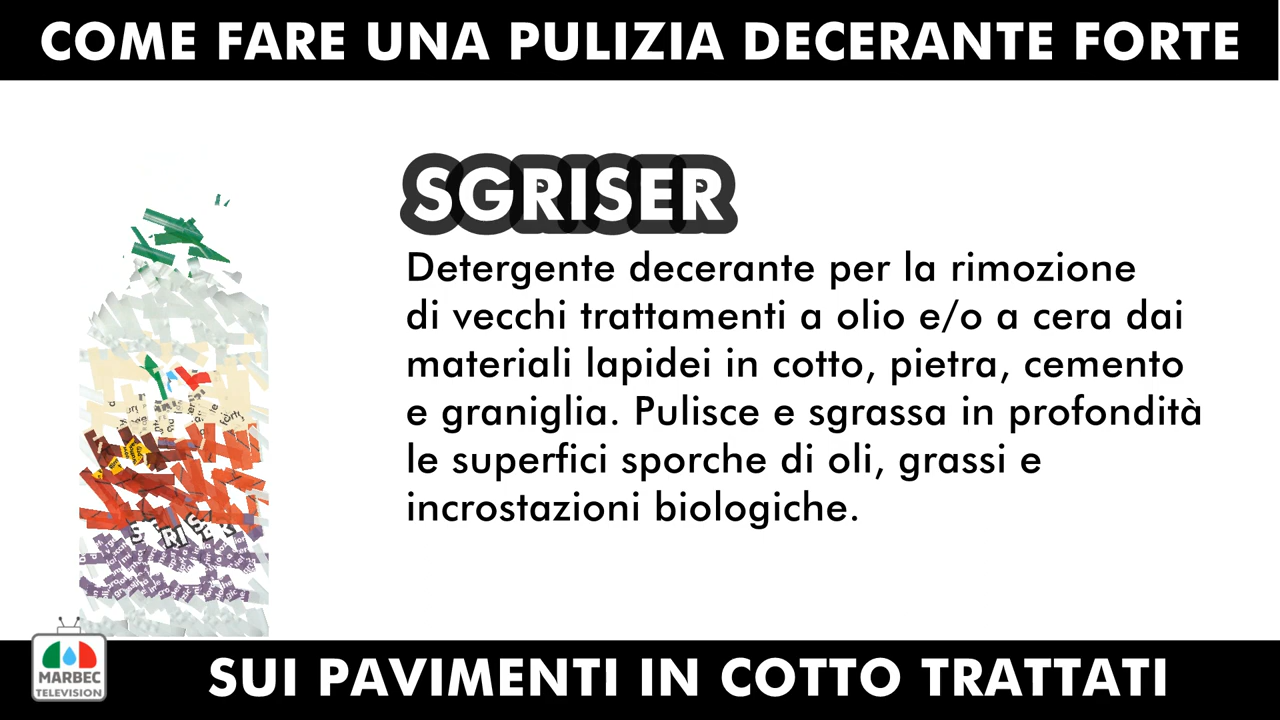 COME FARE UNA PULIZIA DECERANTE FORTE
SGRISER
Detergente decerante per la rimozione
di vecchi trattamenti a olio e/o a cera dai
materiali lapidei in cotto, pietra, cemento
e graniglia. Pulisce e sgrassa in profondità
le superfici sporche di oli, grassi e
incrostazioni biologiche.
MARBEC
TELEVISION
SUI PAVIMENTI IN COTTO TRATTATI